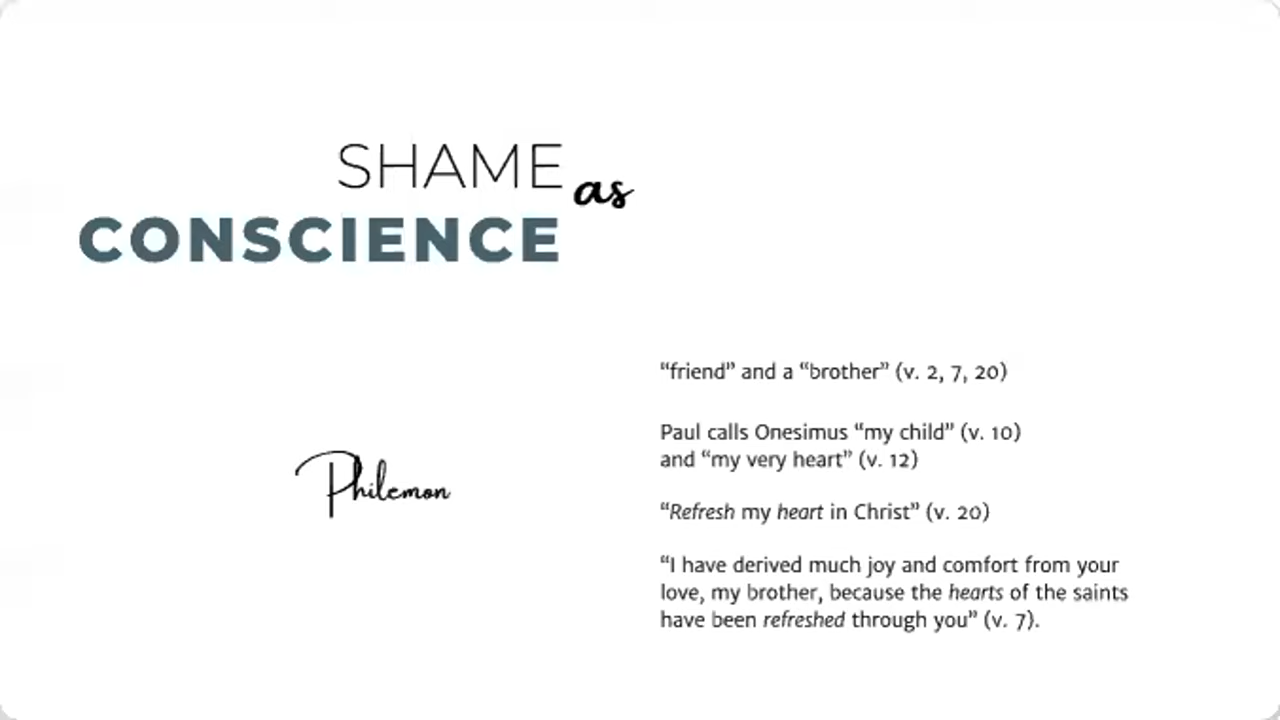 SHAME as
CONSCIENCE
Philemon
“friend” and a “brother” (v. 2, 7, 20)
Paul calls Onesimus “my child” (v. 10)
and “my very heart” (v. 12)
“Refresh my heart in Christ” (v. 20)
“I have derived much joy and comfort from your
love, my brother, because the hearts of the saints
have been refreshed through you” (v. 7).